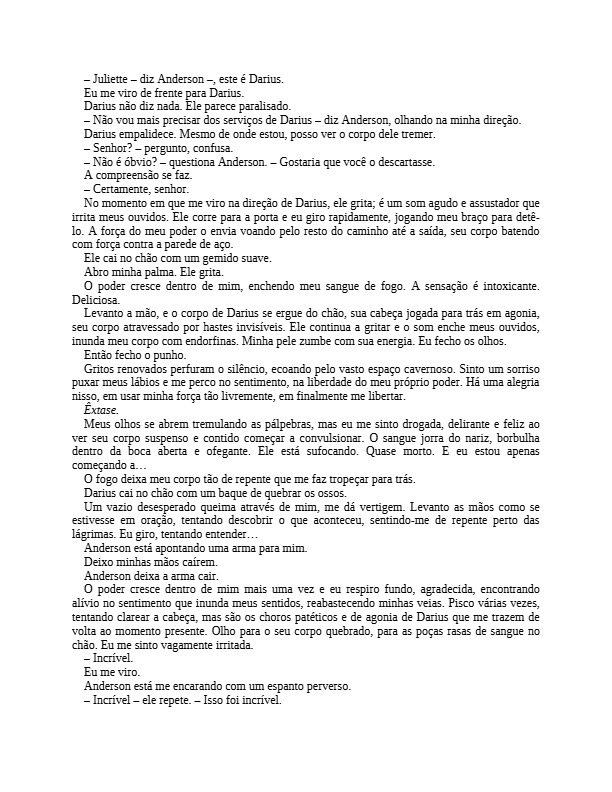 – Juliette – diz Anderson –, este é Darius.
Eu me viro de frente para Darius.
Darius não diz nada. Ele parece paralisado.
– Não vou mais precisar dos serviços de Darius – diz Anderson, olhando na minha direção.
Darius empalidece. Mesmo de onde estou, posso ver o corpo dele tremer.
– Senhor? – pergunto, confusa.
– Não é óbvio? – questiona Anderson. – Gostaria que você o descartasse.
A compreensão se faz.
– Certamente, senhor.
No momento em que me viro na direção de Darius, ele grita; é um som agudo e assustador que
irrita meus ouvidos. Ele corre para a porta e eu giro rapidamente, jogando meu braço para detê-
lo. A força do meu poder o envia voando pelo resto do caminho até a saída, seu corpo batendo
com força contra a parede de aço.
Ele cai no chão com um gemido suave.
Abro minha palma. Ele grita.
O poder cresce dentro de mim, enchendo meu sangue de fogo. A sensação é intoxicante.
Deliciosa.
Levanto a mão, e o corpo de Darius se ergue do chão, sua cabeça jogada para trás em agonia,
seu corpo atravessado por hastes invisíveis. Ele continua a gritar e o som enche meus ouvidos,
inunda meu corpo com endorfinas. Minha pele zumbe com sua energia. Eu fecho os olhos.
Então fecho o punho.
Gritos renovados perfuram o silêncio, ecoando pelo vasto espaço cavernoso. Sinto um sorriso
puxar meus lábios e me perco no sentimento, na liberdade do meu próprio poder. Há uma alegria
nisso, em usar minha força tão livremente, em finalmente me libertar.
Êxtase.
Meus olhos se abrem tremulando as pálpebras, mas eu me sinto drogada, delirante e feliz ao
ver seu corpo suspenso e contido começar a convulsionar. O sangue jorra do nariz, borbulha
dentro da boca aberta e ofegante. Ele está sufocando. Quase morto. E eu estou apenas
começando a…
O fogo deixa meu corpo tão de repente que me faz tropeçar para trás.
Darius cai no chão com um baque de quebrar os ossos.
Um vazio desesperado queima através de mim, me dá vertigem. Levanto as mãos como se
estivesse em oração, tentando descobrir o que aconteceu, sentindo-me de repente perto das
lágrimas. Eu giro, tentando entender…
Anderson está apontando uma arma para mim.
Deixo minhas mãos caírem.
Anderson deixa a arma cair.
O poder cresce dentro de mim mais uma vez e eu respiro fundo, agradecida, encontrando
alívio no sentimento que inunda meus sentidos, reabastecendo minhas veias. Pisco várias vezes,
tentando clarear a cabeça, mas são os choros patéticos e de agonia de Darius que me trazem de
volta ao momento presente. Olho para o seu corpo quebrado, para as poças rasas de sangue no
chão. Eu me sinto vagamente irritada.
– Incrível.
Eu me viro.
Anderson está me encarando com um espanto perverso.
– Incrível – ele repete. – Isso foi incrível.